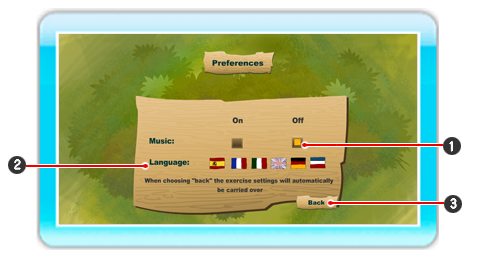 Preferences
On Off
Music: 1
2 Language:
When choosing "back" the exercise settings will automatically
be carried over
Back 3